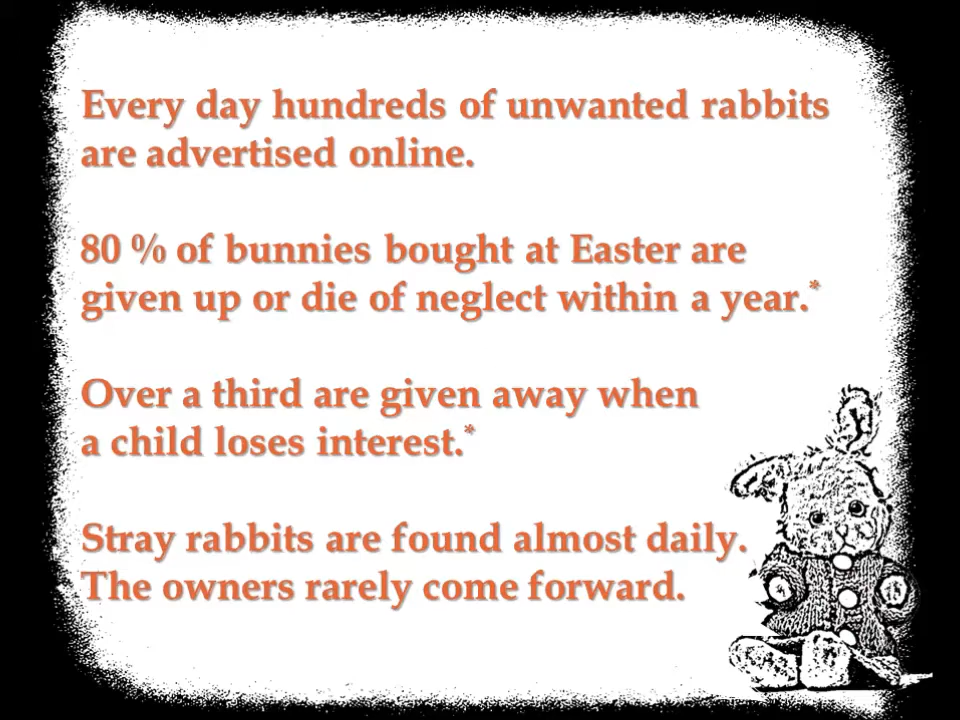 Every day hundreds of unwanted rabbits
are advertised online.
80 % of bunnies bought at Easter are
given up or die of neglect within a year.*
Over a third are given away when
a child loses interest.*
Stray rabbits are found almost daily.
The owners rarely come forward.